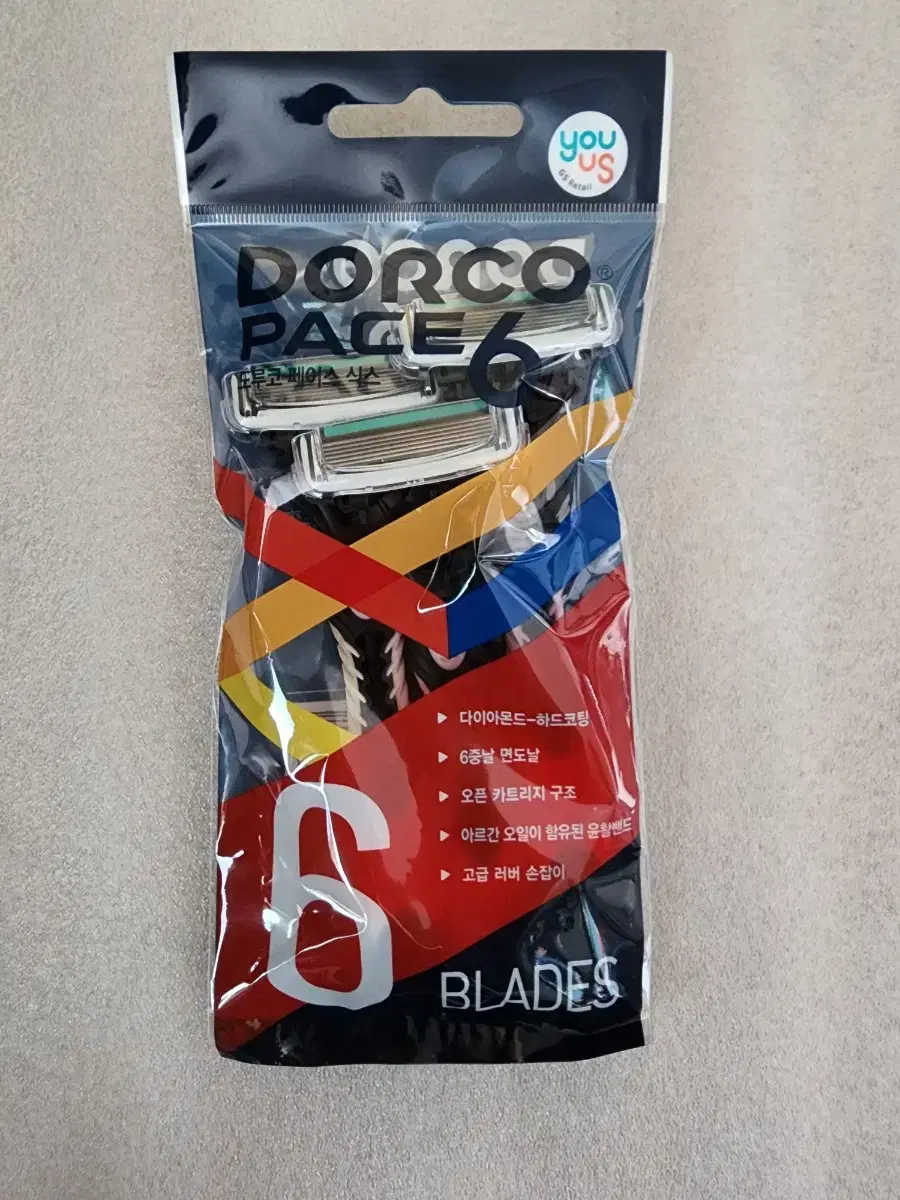 you
us
GS Retail
DORCO®
PACE 6
도루코 페이스 식스
▶ 다이아몬드-하드코팅
▶ 6중날 면도날
▶ 오픈 카트리지 구조
▶ 아르간 오일이 함유된 윤활밴드
▶ 고급 러버 손잡이
6
BLADES